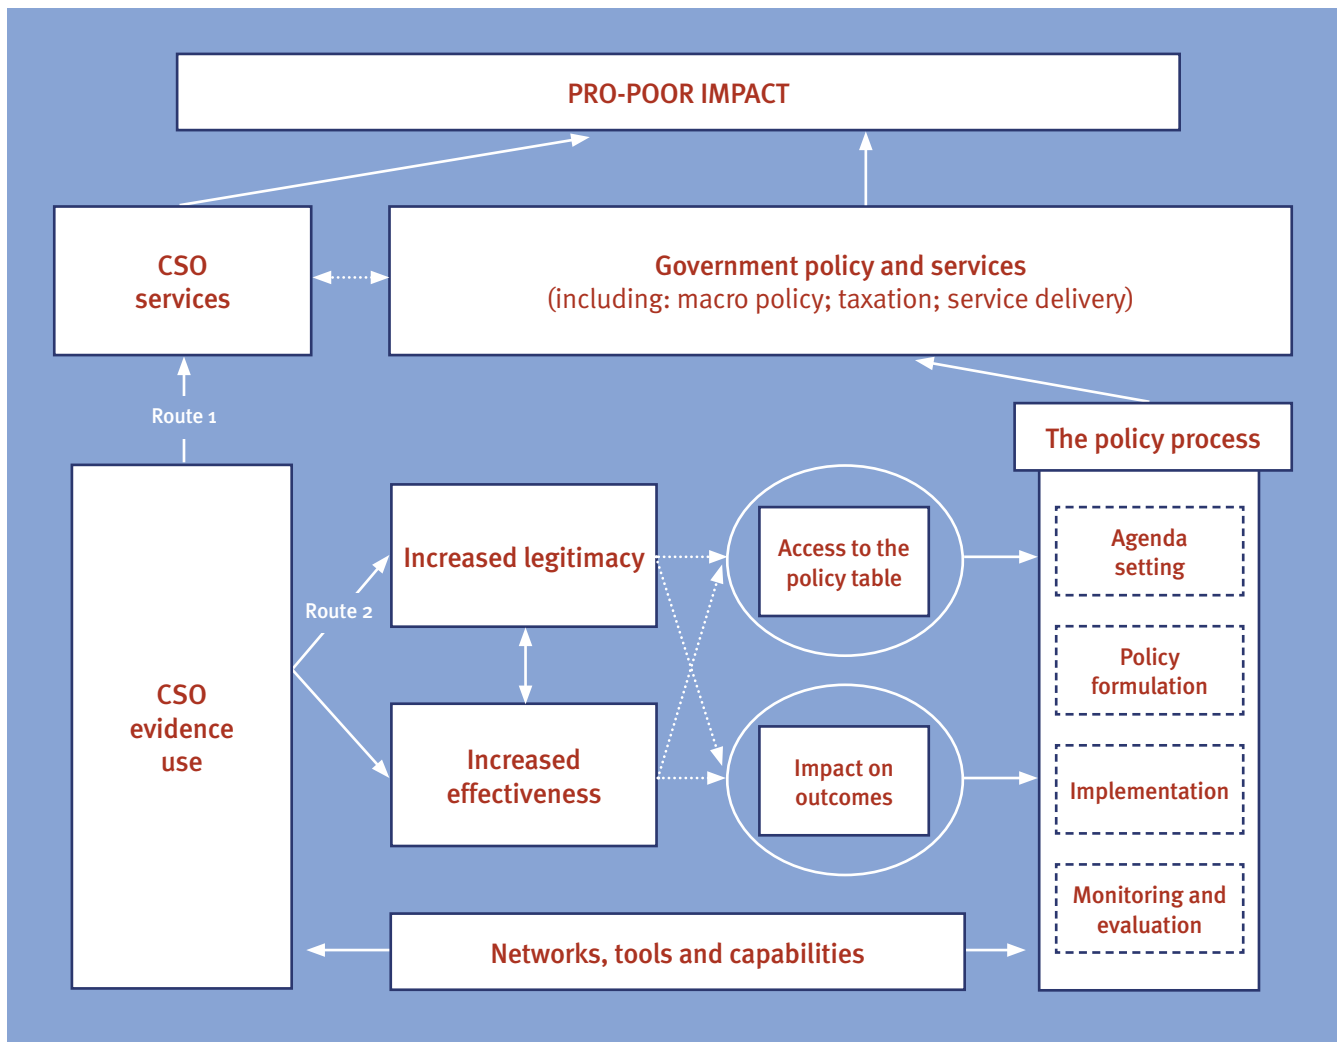 PRO-POOR IMPACT
CSO
services
Government policy and services
(including: macro policy; taxation; service delivery)
Route 1
The policy process
CSO
evidence
use
Route 2
Increased legitimacy
Increased
effectiveness
Access to the
policy table
Impact on
outcomes
Agenda
setting
Policy
formulation
Implementation
Monitoring and
evaluation
Networks, tools and capabilities